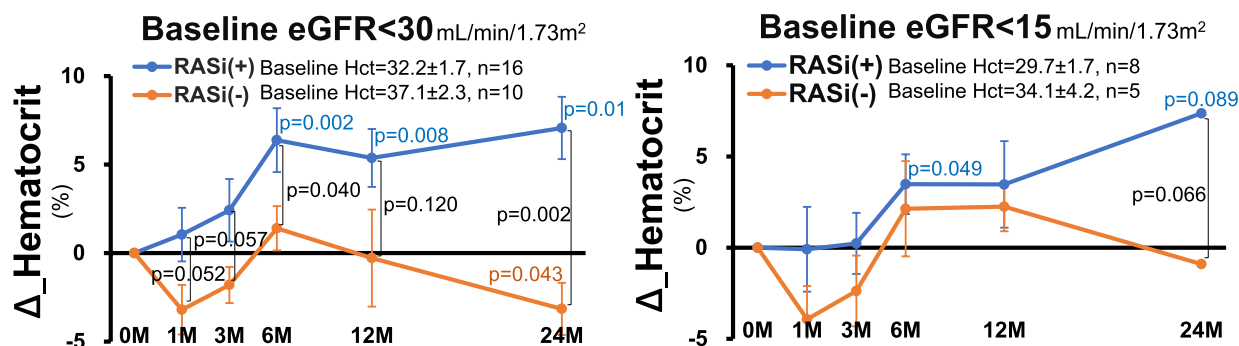 Baseline eGFR<30 mL/min/1.73m²
RASi(+) Baseline Hct=32.2±1.7, n=16
RASi(-) Baseline Hct=37.1±2.3, n=10
Δ_Hematocrit
(%)
10
5
0
-5
p=0.002
p=0.008
p=0.01
p=0.040
p=0.120
p=0.002
p=0.057
p=0.052
p=0.043
0M 1M 3M 6M 12M 24M
Baseline eGFR<15 mL/min/1.73m²
RASi(+) Baseline Hct=29.7±1.7, n=8
RASi(-) Baseline Hct=34.1±4.2, n=5
Δ_Hematocrit
(%)
10
5
0
-5
p=0.089
p=0.049
p=0.066
0M 1M 3M 6M 12M 24M